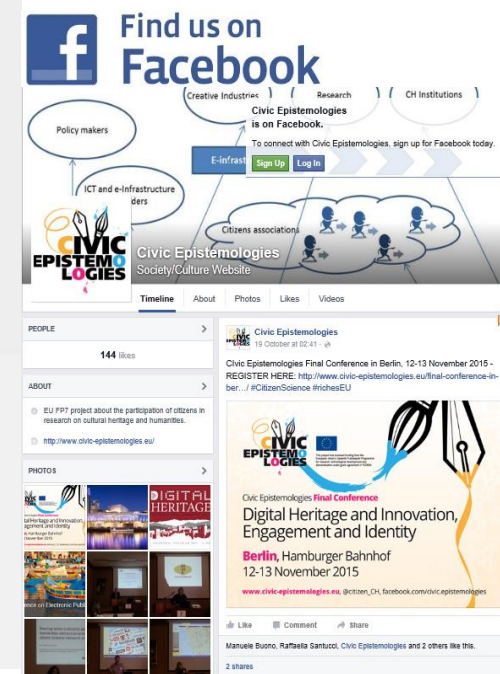 Find us on
Facebook
Creative Industries
Research
CH Institutions
Civic Epistemologies
is on Facebook.
To connect with Civic Epistemologies, sign up for Facebook today.
Sign Up
Log In
Policy makers
E-infrast
ICT and e-Infrastructure
ders
Citizens associations
CIVIC
EPISTEMO
LOGIES
Civic Epistemologies
Society/Culture Website
Timeline
About
Photos
Likes
Videos
PEOPLE
144 likes
ABOUT
EU FP7 project about the participation of citizens in
research on cultural heritage and humanities.
http://www.civic-epistemologies.eu/
PHOTOS
DIGITAL
HERITAGE
nce on Electronic Publ
Civic Epistemologies
19 October at 02:41
Civic Epistemologies Final Conference in Berlin, 12-13 November 2015 -
REGISTER HERE: http://www.civic-epistemologies.eu/final-conference-in-
ber.../ #CitizenScience #richesEU
CIVIC
EPISTEMO
LOGIES
Civic Epistemologies Final Conference
Digital Heritage and Innovation,
Engagement and Identity
Berlin, Hamburger Bahnhof
12-13 November 2015
www.civic-epistemologies.eu, @citizen_CH, facebook.com/civic.epistemologies
Like
Comment
Share
Manuele Buono, Raffaella Santucci, Civic Epistemologies and 2 others like this.
2 shares